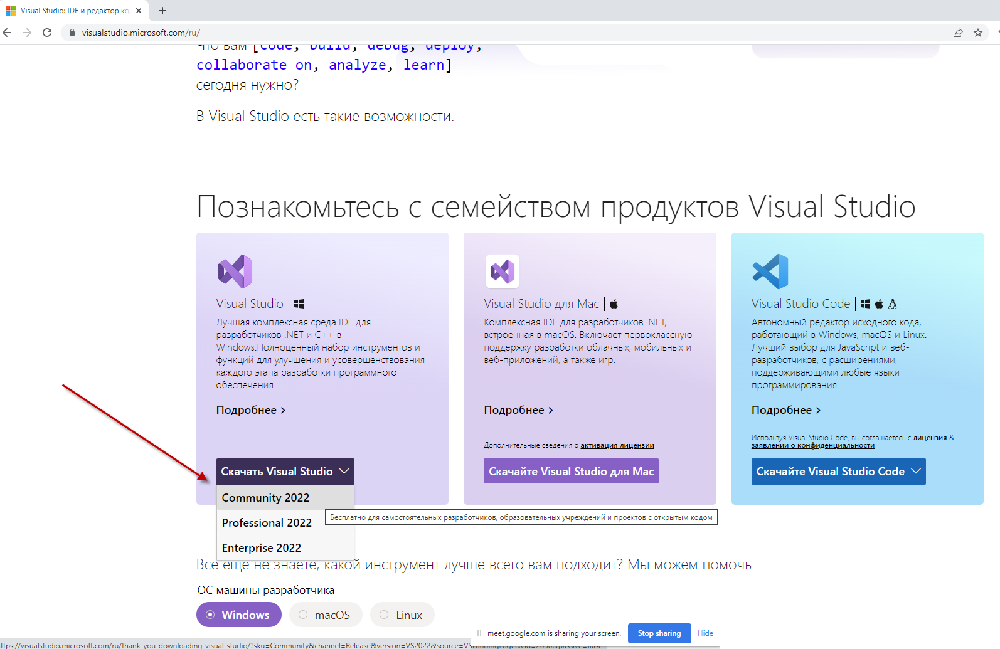 Visual Studio: IDE и редактор ко
visualstudio.microsoft.com/ru/
что вам [code, build, debug, deploy,
collaborate on, analyze, learn]
сегодня нужно?
В Visual Studio есть такие возможности.
Познакомьтесь с семейством продуктов Visual Studio
Visual Studio
Лучшая комплексная среда IDE для
разработчиков .NET и C++ в
Windows.Полноценный набор инструментов и
функций для улучшения и усовершенствования
каждого этапа разработки программного
обеспечения.
Подробнее
Скачать Visual Studio
Community 2022
Professional 2022
Enterprise 2022
Бесплатно для самостоятельных разработчиков, образовательных учреждений и проектов с открытым кодом
Visual Studio для Mac
Комплексная IDE для разработчиков .NET,
встроенная в macOS. Включает первоклассную
поддержку разработки облачных, мобильных и
веб-приложений, а также игр.
Подробнее
Дополнительные сведения о активация лицензии
Скачайте Visual Studio для Mac
Visual Studio Code
Автономный редактор исходного кода,
работающий в Windows, macOS и Linux.
Лучший выбор для JavaScript и веб-
разработчиков, с расширениями,
поддерживающими любые языки
программирования.
Подробнее
Используя Visual Studio Code, вы соглашаетесь с лицензия &
заявлении о конфиденциальности
Скачайте Visual Studio Code
Все еще не знаете, какой инструмент лучше всего вам подходит? Мы можем помочь
ОС машины разработчика
Windows
macOS
Linux
meet.google.com is sharing your screen.
Stop sharing
Hide
ttps://visualstudio.microsoft.com/ru/thank-you-downloading-visual-studio/?sku=Community&channel=Release&version=VS2022&source=VSLandingPage&cid=2030&passive=false